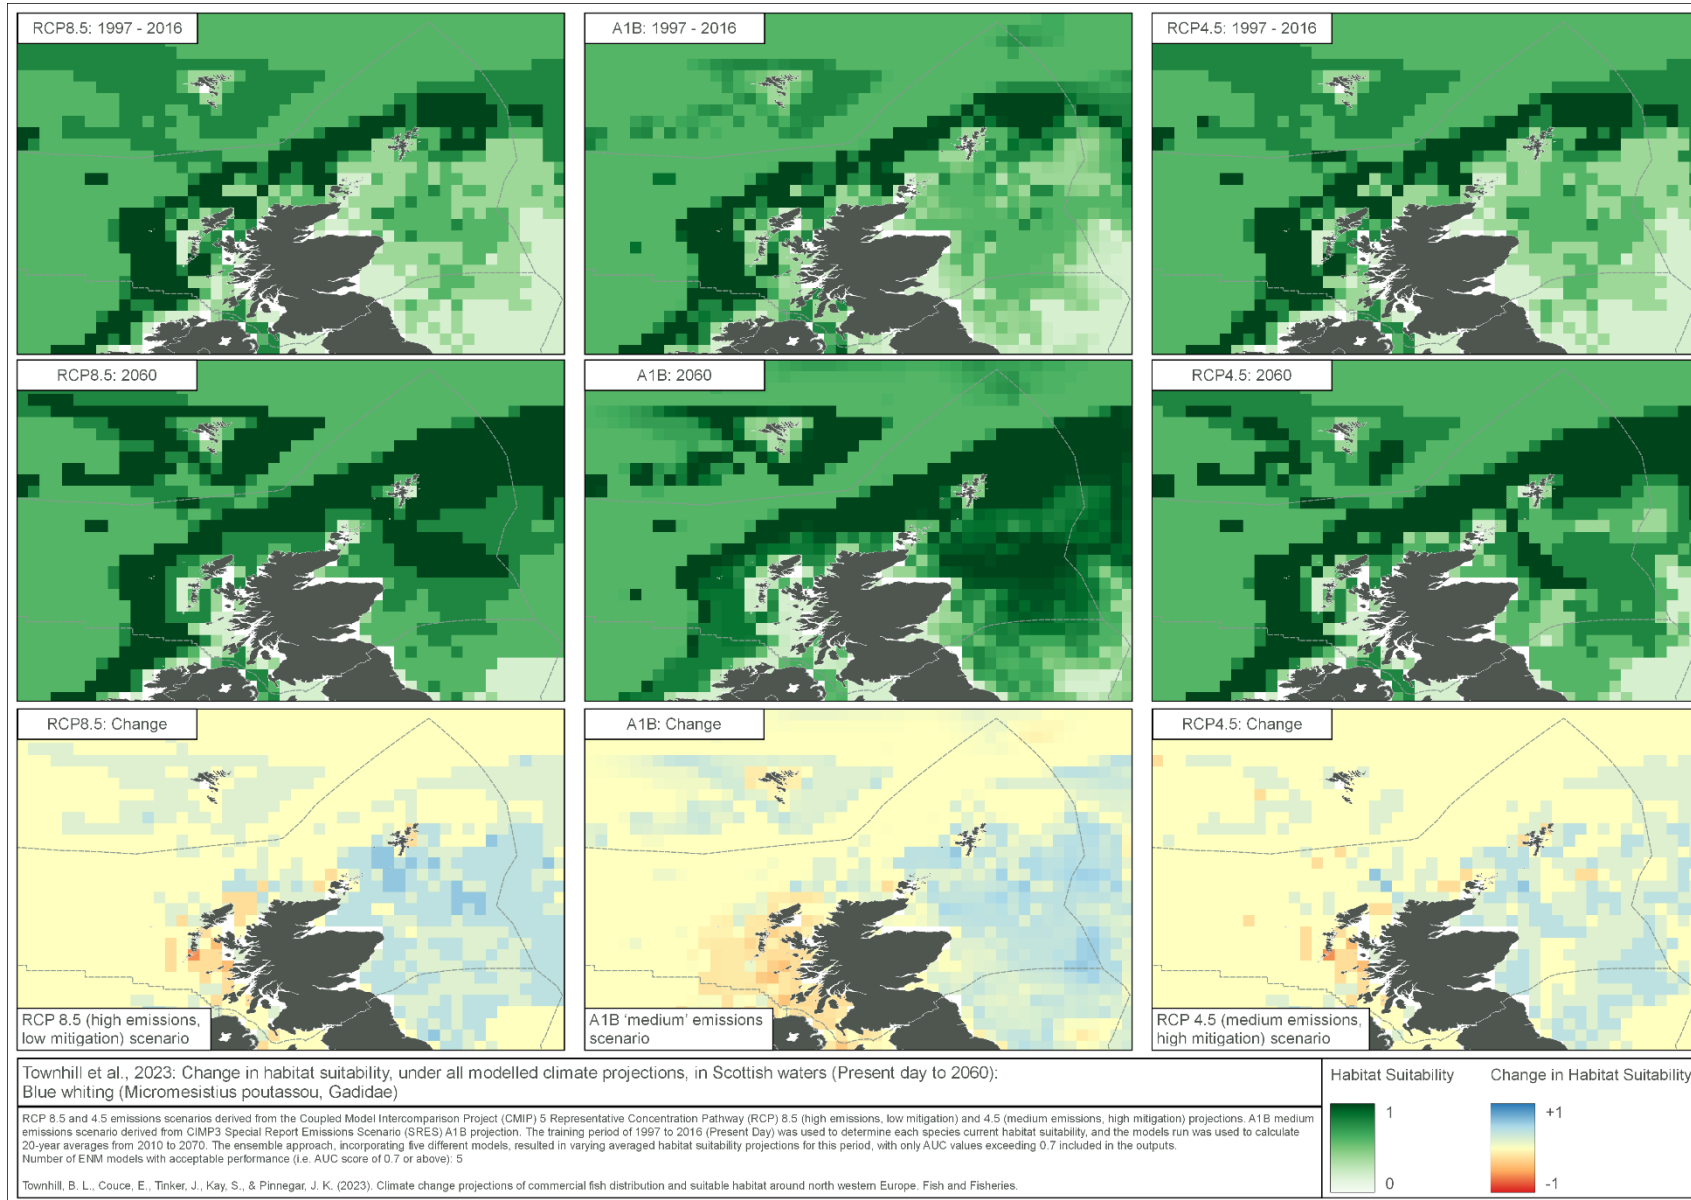 RCP8.5: 1997 - 2016
A1B: 1997 - 2016
RCP4.5: 1997 - 2016
RCP8.5: 2060
A1B: 2060
RCP4.5: 2060
RCP8.5: Change
A1B: Change
RCP4.5: Change
RCP 8.5 (high emissions,
low mitigation) scenario
A1B 'medium' emissions
scenario
RCP 4.5 (medium emissions,
high mitigation) scenario
Townhill et al., 2023: Change in habitat suitability, under all modelled climate projections, in Scottish waters (Present day to 2060):
Blue whiting (Micromesistius poutassou, Gadidae)
RCP 8.5 and 4.5 emissions scenarios derived from the Coupled Model Intercomparison Project (CMIP) 5 Representative Concentration Pathway (RCP) 8.5 (high emissions, low mitigation) and 4.5 (medium emissions, high mitigation) projections. A1B medium
emissions scenario derived from CIMP3 Special Report Emissions Scenario (SRES) A1B projection. The training period of 1997 to 2016 (Present Day) was used to determine each species current habitat suitability, and the models run was used to calculate
20-year averages from 2010 to 2070. The ensemble approach, incorporating five different models, resulted in varying averaged habitat suitability projections for this period, with only AUC values exceeding 0.7 included in the outputs.
Number of ENM models with acceptable performance (i.e. AUC score of 0.7 or above): 5
Townhill, B. L., Couce, E., Tinker, J., Kay, S., & Pinnegar, J. K. (2023). Climate change projections of commercial fish distribution and suitable habitat around north western Europe. Fish and Fisheries.
Habitat Suitability
1
0
Change in Habitat Suitability
+1
-1